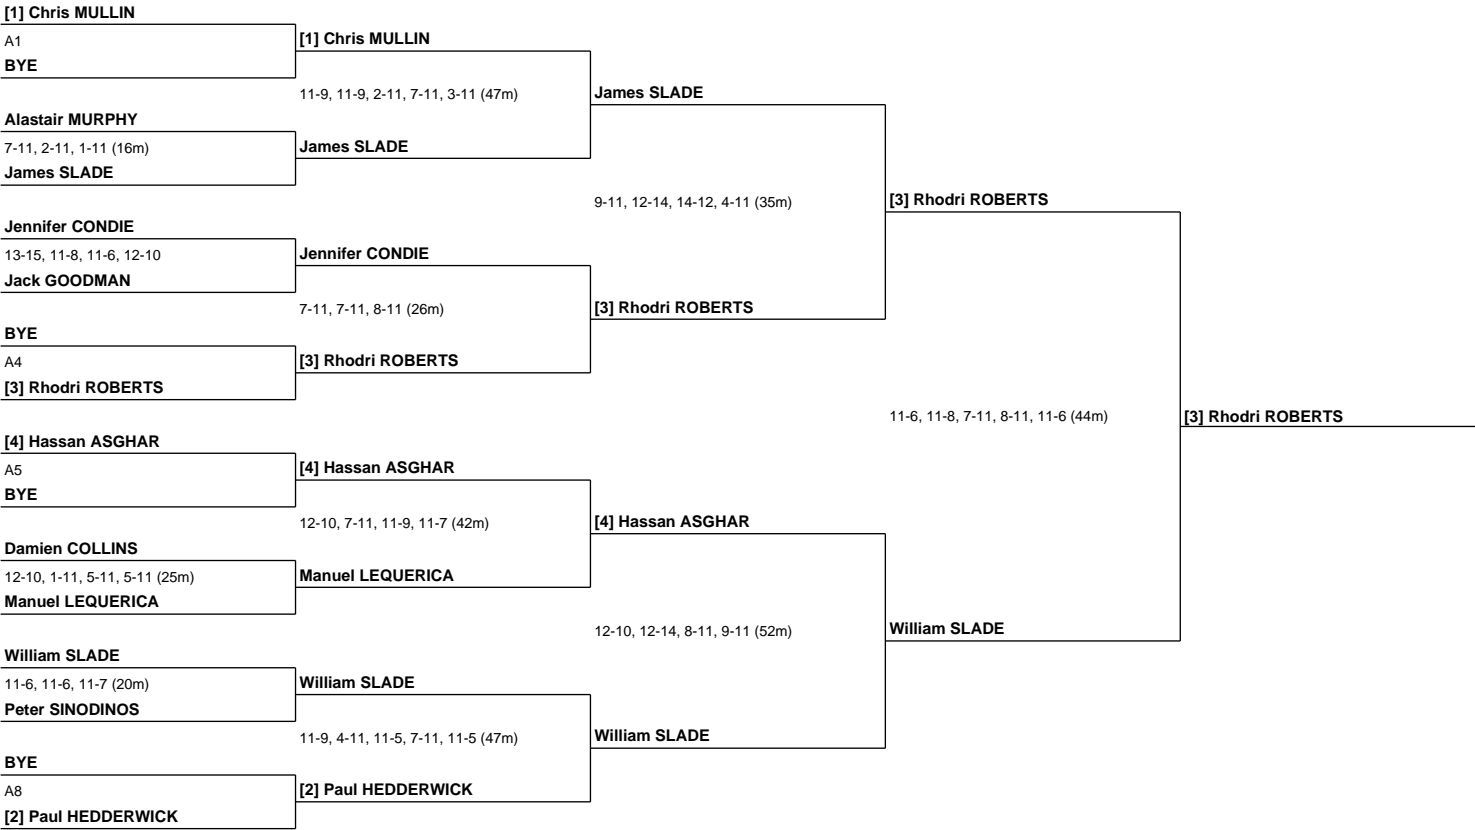 [1] Chris MULLIN
A1
BYE
Alastair MURPHY
7-11, 2-11, 1-11 (16m)
James SLADE
Jennifer CONDIE
13-15, 11-8, 11-6, 12-10
Jack GOODMAN
BYE
A4
[3] Rhodri ROBERTS
[4] Hassan ASGHAR
A5
BYE
Damien COLLINS
12-10, 1-11, 5-11, 5-11 (25m)
Manuel LEQUERICA
William SLADE
11-6, 11-6, 11-7 (20m)
Peter SINODINOS
BYE
A8
[2] Paul HEDDERWICK
[1] Chris MULLIN
11-9, 11-9, 2-11, 7-11, 3-11 (47m)
James SLADE
Jennifer CONDIE
7-11, 7-11, 8-11 (26m)
[3] Rhodri ROBERTS
[4] Hassan ASGHAR
12-10, 7-11, 11-9, 11-7 (42m)
Manuel LEQUERICA
William SLADE
11-9, 4-11, 11-5, 7-11, 11-5 (47m)
[2] Paul HEDDERWICK
James SLADE
9-11, 12-14, 14-12, 4-11 (35m)
[3] Rhodri ROBERTS
[4] Hassan ASGHAR
12-10, 12-14, 8-11, 9-11 (52m)
William SLADE
[3] Rhodri ROBERTS
11-6, 11-8, 7-11, 8-11, 11-6 (44m)
William SLADE
[3] Rhodri ROBERTS